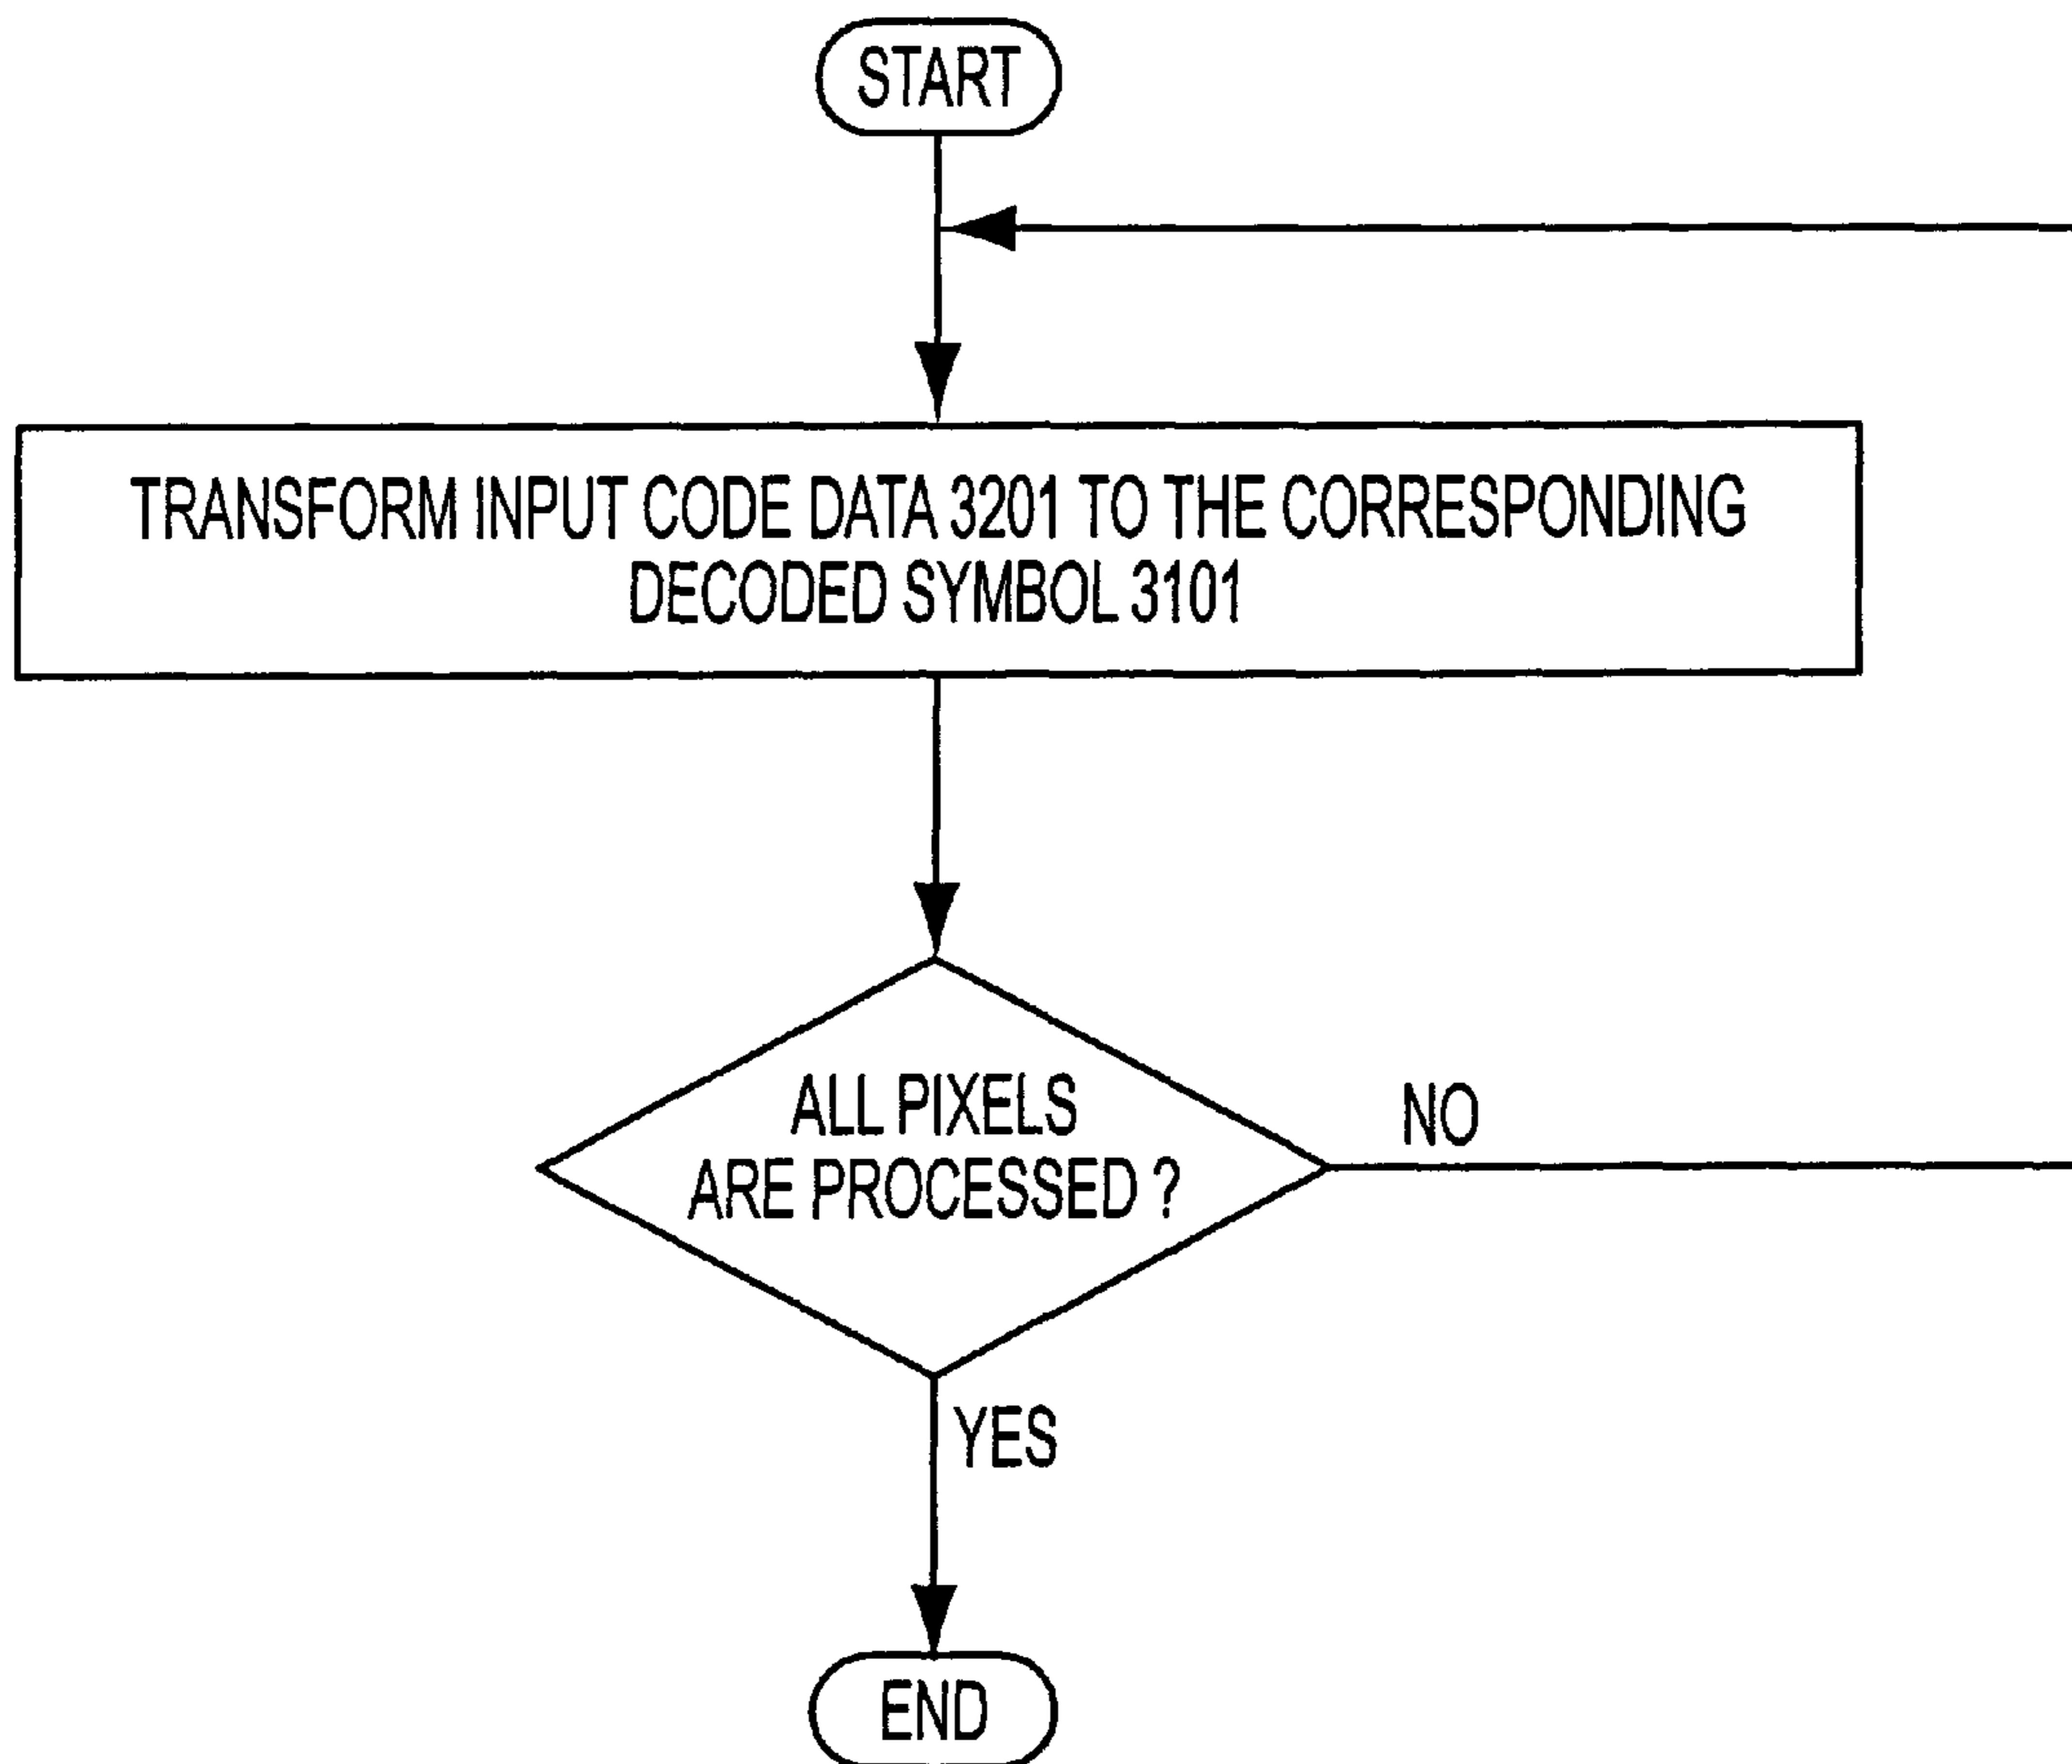 START
TRANSFORM INPUT CODE DATA 3201 TO THE CORRESPONDING
DECODED SYMBOL 3101
ALL PIXELS
ARE PROCESSED ?
NO
YES
END